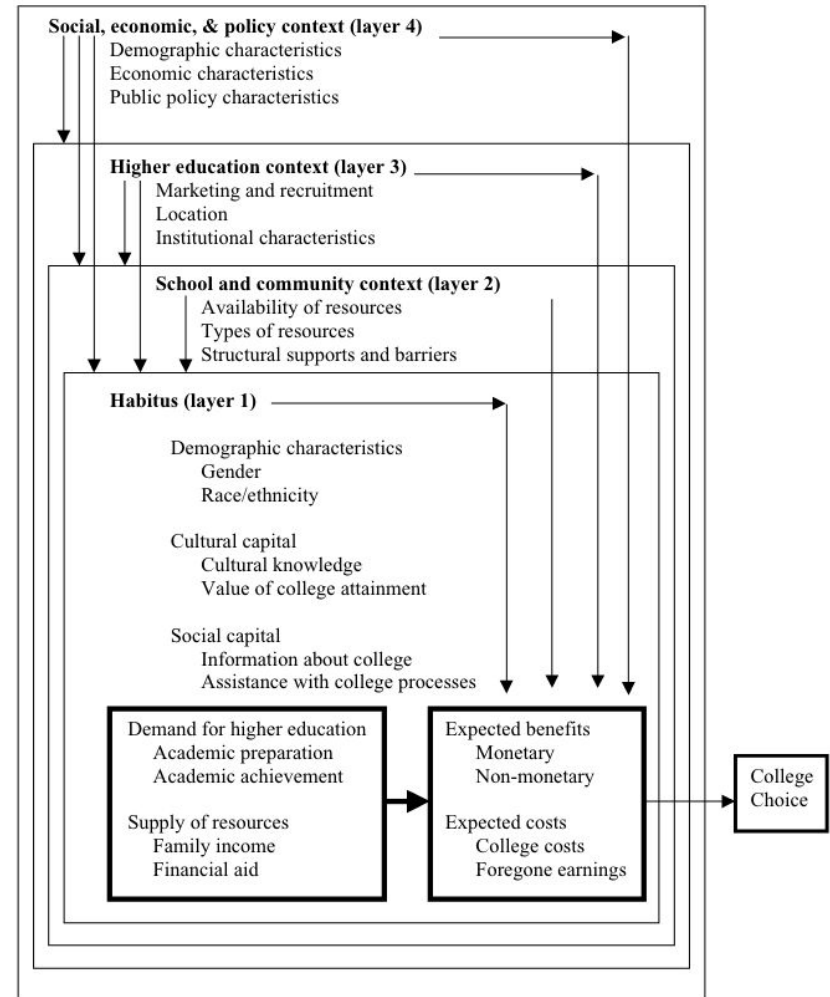 Social, economic, & policy context (layer 4)
Demographic characteristics
Economic characteristics
Public policy characteristics
Higher education context (layer 3)
Marketing and recruitment
Location
Institutional characteristics
School and community context (layer 2)
Availability of resources
Types of resources
Structural supports and barriers
Habitus (layer 1)
Demographic characteristics
Gender
Race/ethnicity
Cultural capital
Cultural knowledge
Value of college attainment
Social capital
Information about college
Assistance with college processes
Demand for higher education
Academic preparation
Academic achievement
Supply of resources
Family income
Financial aid
Expected benefits
Monetary
Non-monetary
Expected costs
College costs
Foregone earnings
College
Choice